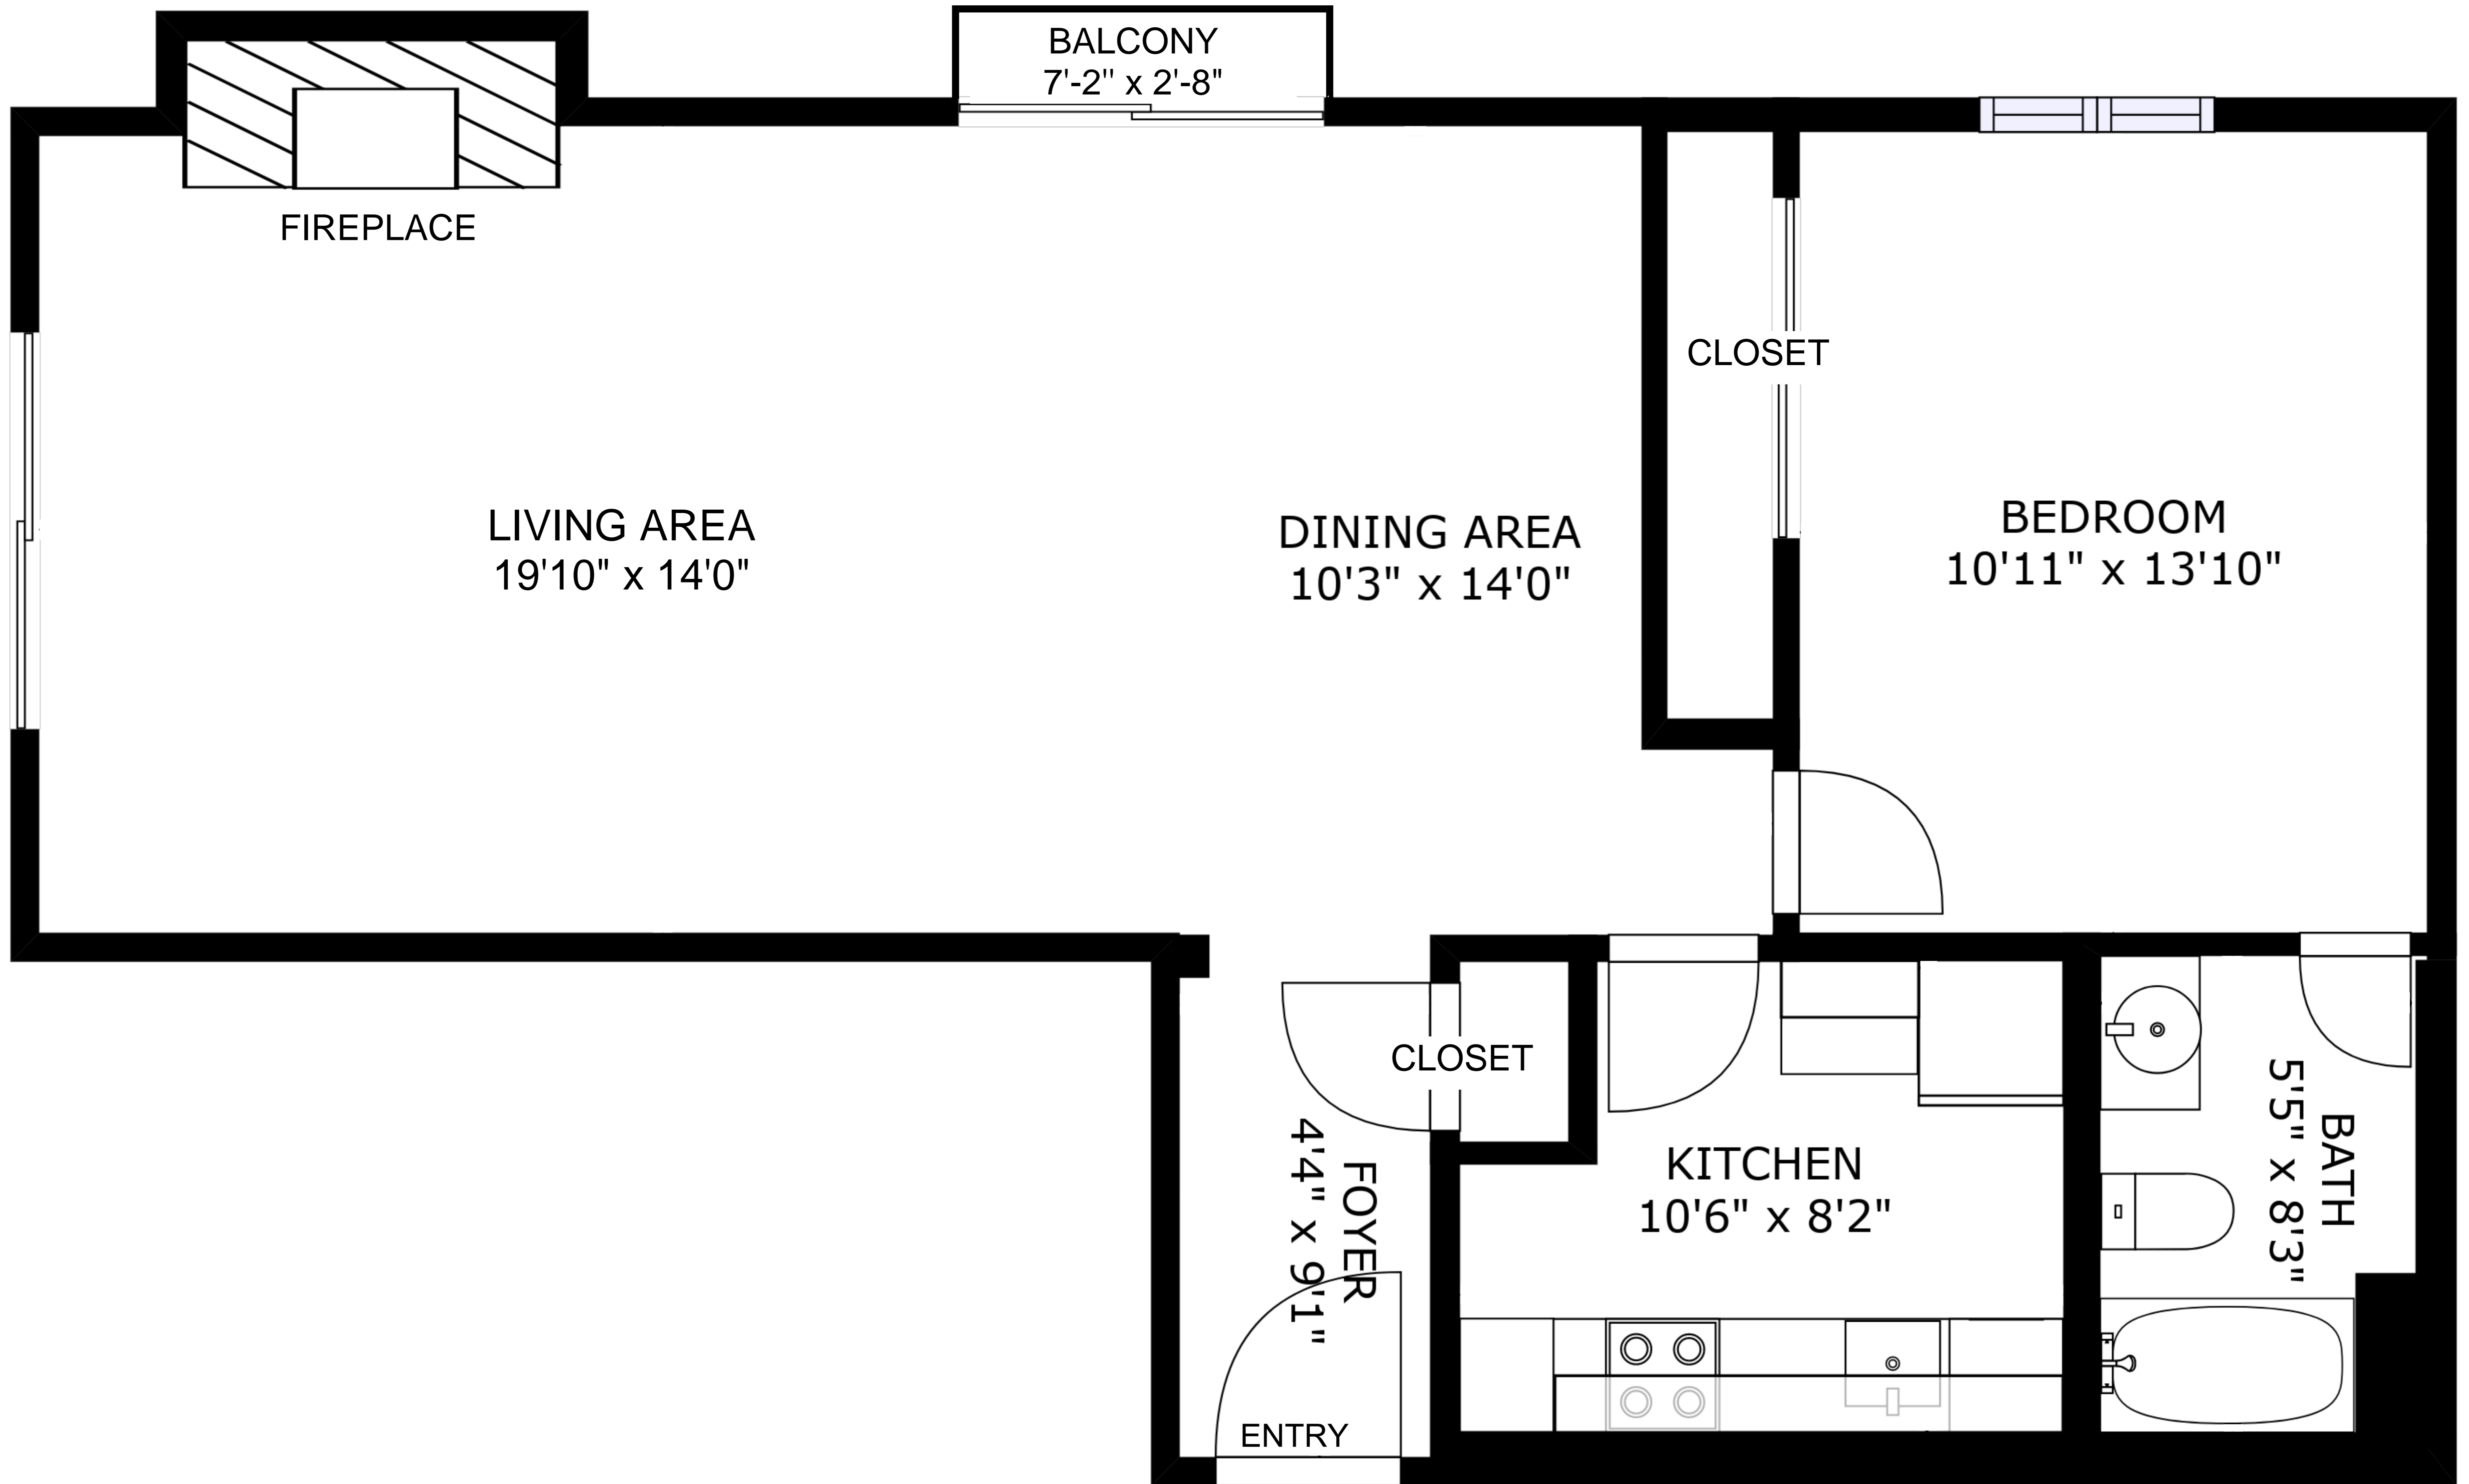 BALCONY
7'-2" x 2'-8"
FIREPLACE
CLOSET
LIVING AREA
19'10" x 14'0"
DINING AREA
10'3" x 14'0"
BEDROOM
10'11" x 13'10"
CLOSET
FOYER
4'4" x 9'1"
KITCHEN
10'6" x 8'2"
BATH
5'5" x 8'3"
ENTRY